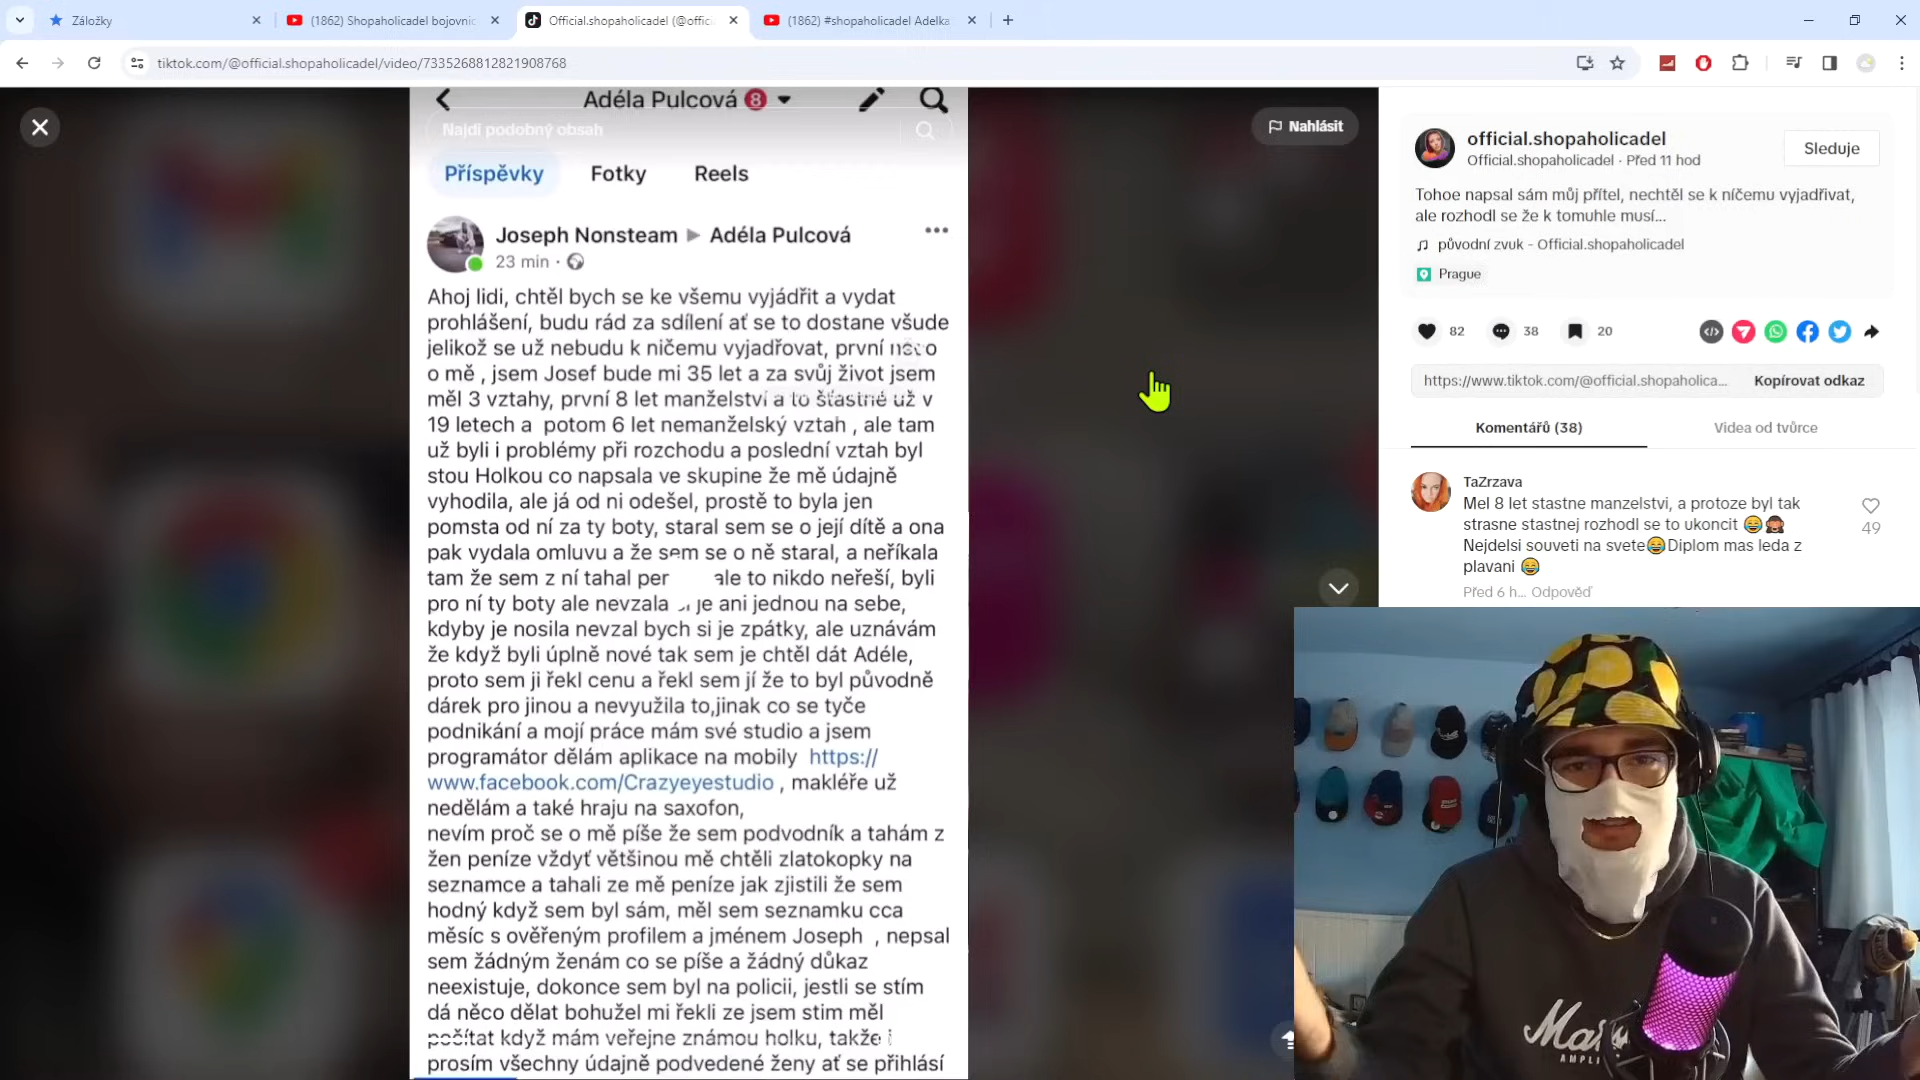 Záložky
(1862) Shopaholicadel bojovnic
Official.shopaholicadel (@offici
(1862) #shopaholicadel Adelka
tiktok.com/@official.shopaholicadel/video/7335268812821908768
Adéla Pulcová 8
Najdi podobný obsah
Nahlásit
Příspěvky
Fotky
Reels
Joseph Nonsteam ▶ Adéla Pulcová
23 min ·
Ahoj lidi, chtěl bych se ke všemu vyjádřit a vydat
prohlášení, budu rád za sdílení ať se to dostane všude
jelikož se už nebudu k ničemu vyjadřovat, první
o mě , jsem Josef bude mi 35 let a za svůj život jsem
měl 3 vztahy, první 8 let manželství a to šťastné už v
19 letech a potom 6 let nemanželský vztah , ale tam
už byli i problémy při rozchodu a poslední vztah byl
stou Holkou co napsala ve skupine že mě údajně
vyhodila, ale já od ni odešel, prostě to byla jen
pomsta od ní za ty boty, staral sem se o její dítě a ona
pak vydala omluvu a že sem se o ně staral, a neříkala
tam že sem z ní tahal ale to nikdo neřeší, byli
pro ní ty boty ale nevzala si je ani jednou na sebe,
kdyby je nosila nevzal bych si je zpátky, ale uznávám
že když byli úplně nové tak sem je chtěl dát Adéle,
proto sem ji řekl cenu a řekl sem jí že to byl původně
dárek pro jinou a nevyužila to,jinak co se tyče
podnikání a mojí práce mám své studio a jsem
programátor dělám aplikace na mobily https://
www.facebook.com/Crazyeyestudio , makléře už
nedělám a také hraju na saxofon,
nevím proč se o mě píše že sem podvodník a tahám z
žen peníze vždyť většinou mě chtěli zlatokopky na
seznamce a tahali ze mě peníze jak zjistili že sem
hodný když sem byl sám, měl sem seznamku cca
měsíc s ověřeným profilem a jménem Joseph , nepsal
sem žádným ženám co se píše a žádný důkaz
neexistuje, dokonce sem byl na policii, jestli se stím
dá něco dělat bohužel mi řekli ze jsem stim měl
počítat když mám veřejne známou holku, takže i
prosím všechny údajně podvedené ženy ať se přihlásí
official.shopaholicadel
Official.shopaholicadel · Před 11 hod
Sleduje
Tohoe napsal sám můj přítel, nechtěl se k níčemu vyjadřivat,
ale rozhodl se že k tomuhle musí...
původní zvuk - Official.shopaholicadel
Prague
82
38
20
https://www.tiktok.com/@official.shopaholica...
Kopírovat odkaz
Komentářů (38)
Videa od tvůrce
TaZrzava
Mel 8 let stastne manzelstvi, a protoze byl tak
strasne stastnej rozhodl se to ukoncit 😂🙈
Nejdelsi souveti na svete😂Diplom mas leda z
plavani 😂
49
Před 6 h... Odpověď